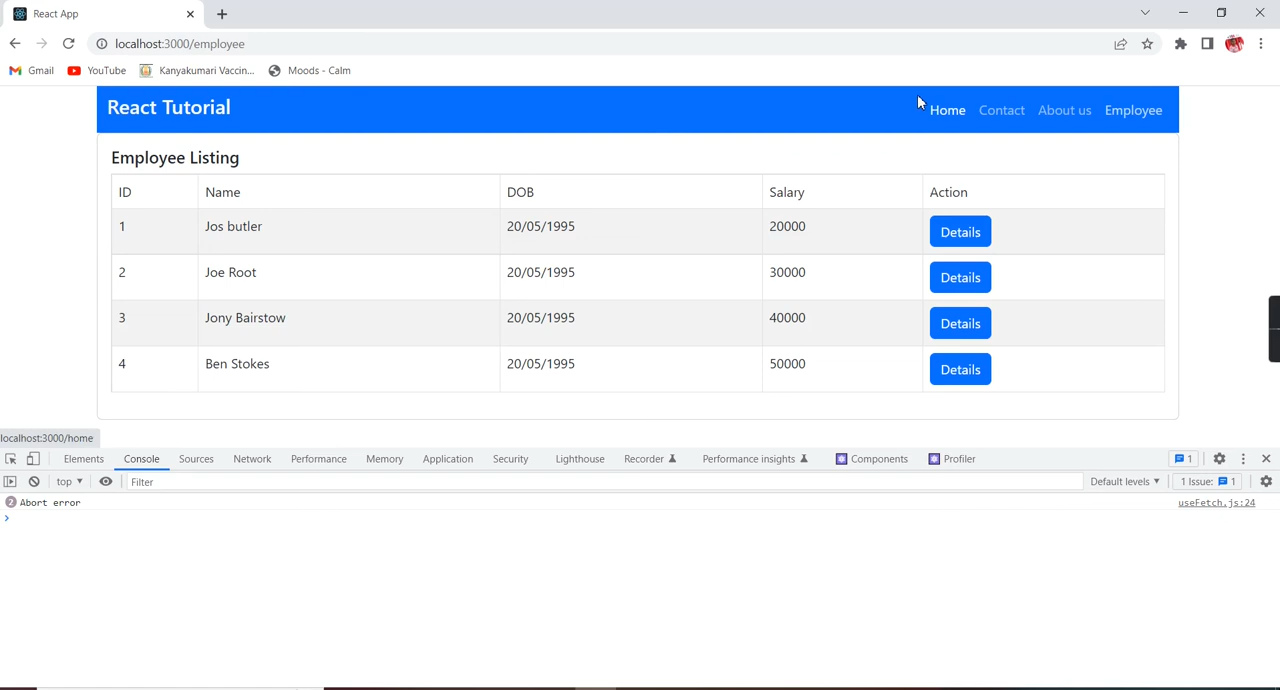 React App
localhost:3000/employee
Gmail YouTube Kanyakumari Vaccin... Moods - Calm
React Tutorial Home Contact About us Employee
Employee Listing
ID Name DOB Salary Action
1 Jos butler 20/05/1995 20000 Details
2 Joe Root 20/05/1995 30000 Details
3 Jony Bairstow 20/05/1995 40000 Details
4 Ben Stokes 20/05/1995 50000 Details
localhost:3000/home
Elements Console Sources Network Performance Memory Application Security Lighthouse Recorder Performance insights Components Profiler 1
top Filter Default levels 1 Issue: 1
2 Abort error useFetch.js:24